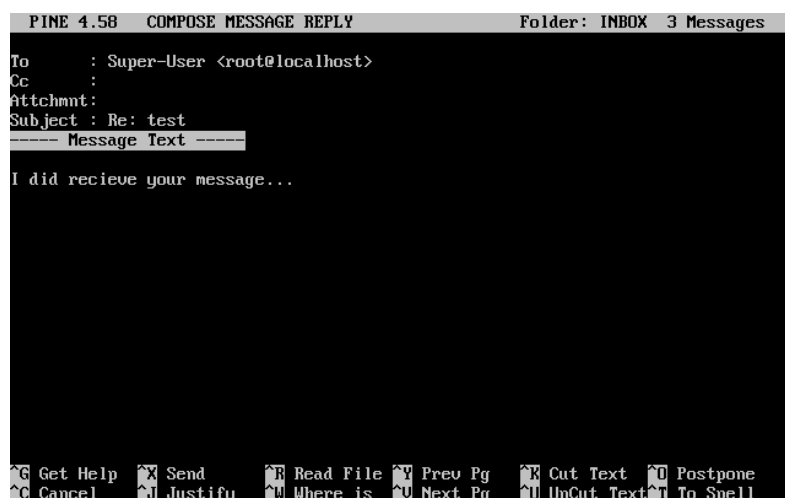 PINE 4.58 COMPOSE MESSAGE REPLY Folder: INBOX 3 Messages
To : Super-User <root@localhost>
Cc :
Attchmnt:
Subject : Re: test
----- Message Text -----
I did recieve your message...
^G Get Help ^X Send ^R Read File ^Y Prev Pg ^K Cut Text ^O Postpone
^C Cancel ^J Justify ^W Where is ^V Next Pg ^U UnCut Text ^T To Spell